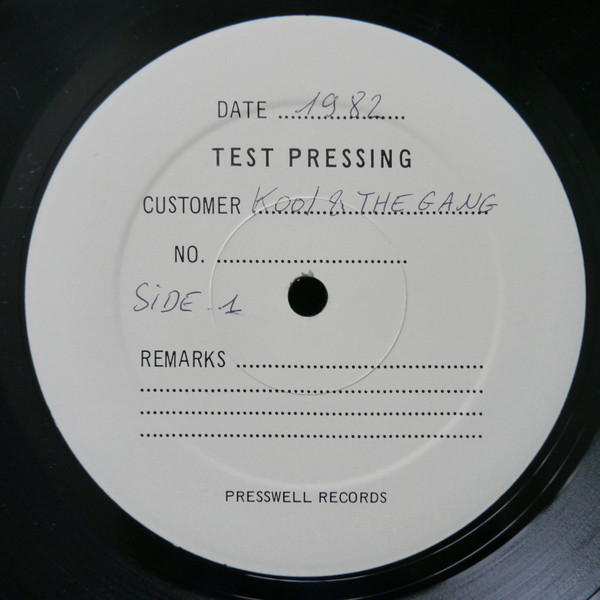 DATE 1982
TEST PRESSING
CUSTOMER Kool & THE GANG
NO.
SiDE 1
REMARKS
PRESSWELL RECORDS